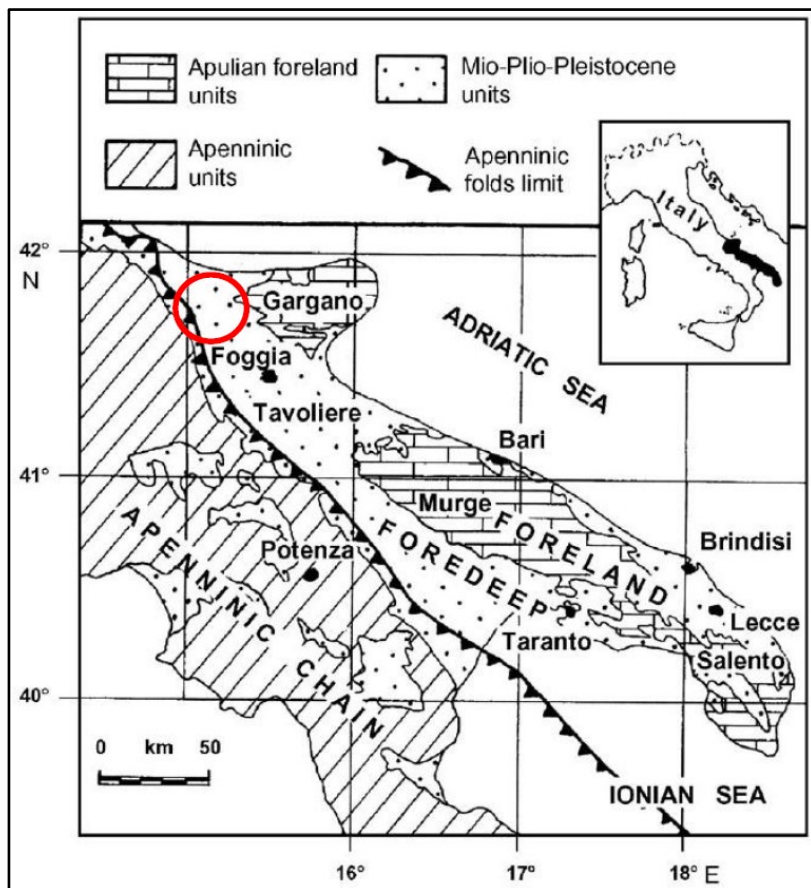 Apulian foreland
units
Mio-Plio-Pleistocene
units
Apenninic
units
Apenninic
folds limit
Italy
42°
N
Gargano
ADRIATIC SEA
Foggia
Tavoliere
Bari
41°
Murge
FORELAND
Brindisi
APENNINIC CHAIN
Potenza
FOREDEEP
Lecce
Taranto
Salento
40°
0 km 50
IONIAN SEA
16° 17° 18° E